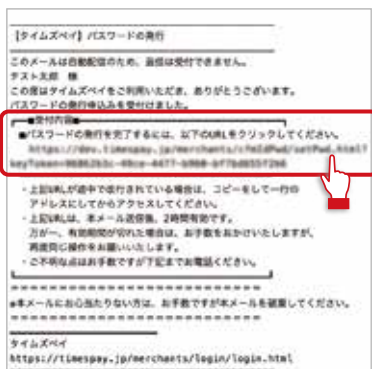 【タイムズペイ】パスワードの発行
このメールは自動配信のため、返信は受付できません。
テスト太郎 様
この度はタイムズペイをご利用いただき、ありがとうございます。
パスワードの発行申込みを受付けました。
■受付内容■
■パスワードの発行を完了するには、以下のURLをクリックしてください。
・上記URLが途中で改行されている場合は、コピーをして一行の
アドレスにしてからアクセスしてください。
・上記URLは、本メール送信後、2時間有効です。
万が一、有効期間が切れた場合は、お手数をおかけいたしますが、
再度同じ操作をお願いいたします。
・ご不明な点はお手数ですが下記までお電話ください。
※本メールにお心当たりない方は、お手数ですが本メールを破棄してください。
タイムズペイ
https://timespay.jp/merchants/login/login.html